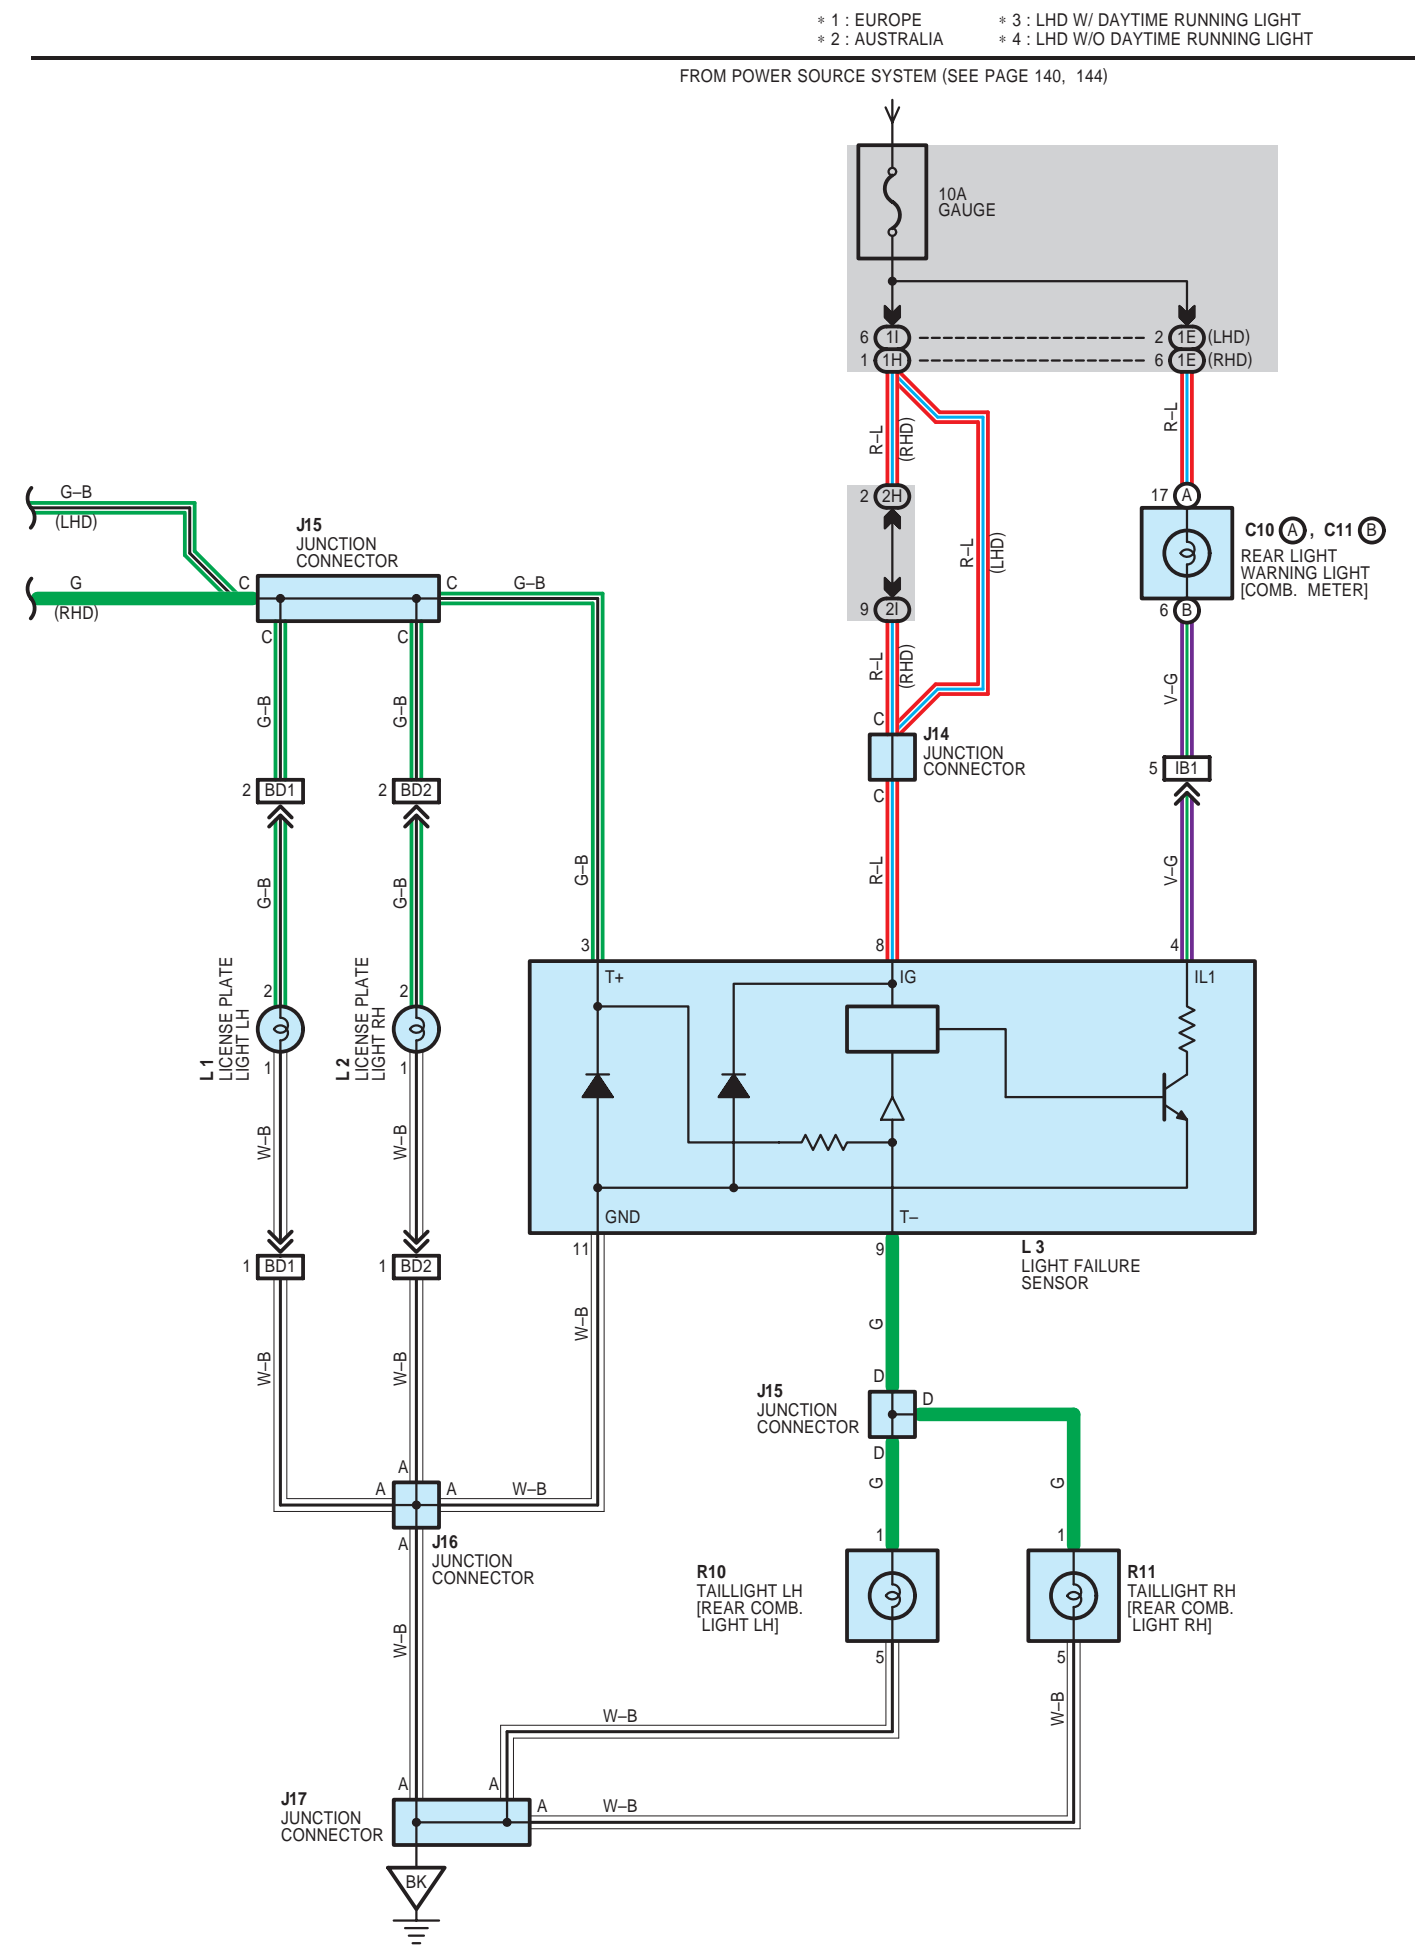 * 1 : EUROPE
* 2 : AUSTRALIA
* 3 : LHD W/ DAYTIME RUNNING LIGHT
* 4 : LHD W/O DAYTIME RUNNING LIGHT
FROM POWER SOURCE SYSTEM (SEE PAGE 140, 144)
10A
GAUGE
6 1I
2 1E (LHD)
1 1H
6 1E (RHD)
R–L
(RHD)
R–L
2 2H
17 A
G–B
(LHD)
J15
JUNCTION
CONNECTOR
R–L
(LHD)
C10 A , C11 B
REAR LIGHT
WARNING LIGHT
[COMB. METER]
G
(RHD)
C
C
G–B
9 2I
6 B
C
C
R–L
(RHD)
V–G
G–B
G–B
C
J14
JUNCTION
CONNECTOR
C
5 IB1
2 BD1
2 BD2
G–B
G–B
G–B
R–L
V–G
3
8
4
T+
IG
IL1
L 1
LICENSE PLATE
LIGHT LH
2
1
L 2
LICENSE PLATE
LIGHT RH
2
1
W–B
W–B
GND
T–
11
9
L 3
LIGHT FAILURE
SENSOR
1 BD1
1 BD2
W–B
W–B
W–B
G
D
J15
JUNCTION
CONNECTOR
D
D
G
G
A
A
A
W–B
A
J16
JUNCTION
CONNECTOR
1
1
R10
TAILLIGHT LH
[REAR COMB.
LIGHT LH]
R11
TAILLIGHT RH
[REAR COMB.
LIGHT RH]
W–B
5
5
W–B
W–B
A
A
J17
JUNCTION
CONNECTOR
A
W–B
BK